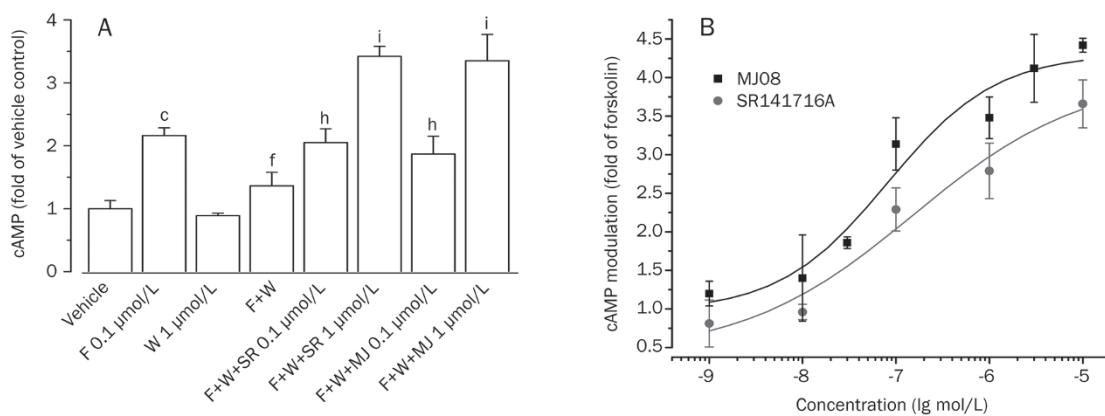 A
cAMP (fold of vehicle control)
4
3
2
1
0
c
f
h
i
h
i
Vehicle
F 0.1 μmol/L
W 1 μmol/L
F+W
F+W+SR 0.1 μmol/L
F+W+SR 1 μmol/L
F+W+MJ 0.1 μmol/L
F+W+MJ 1 μmol/L
B
cAMP modulation (fold of forskolin)
4.5
4.0
3.5
3.0
2.5
2.0
1.5
1.0
0.5
MJ08
SR141716A
-9 -8 -7 -6 -5
Concentration (lg mol/L)